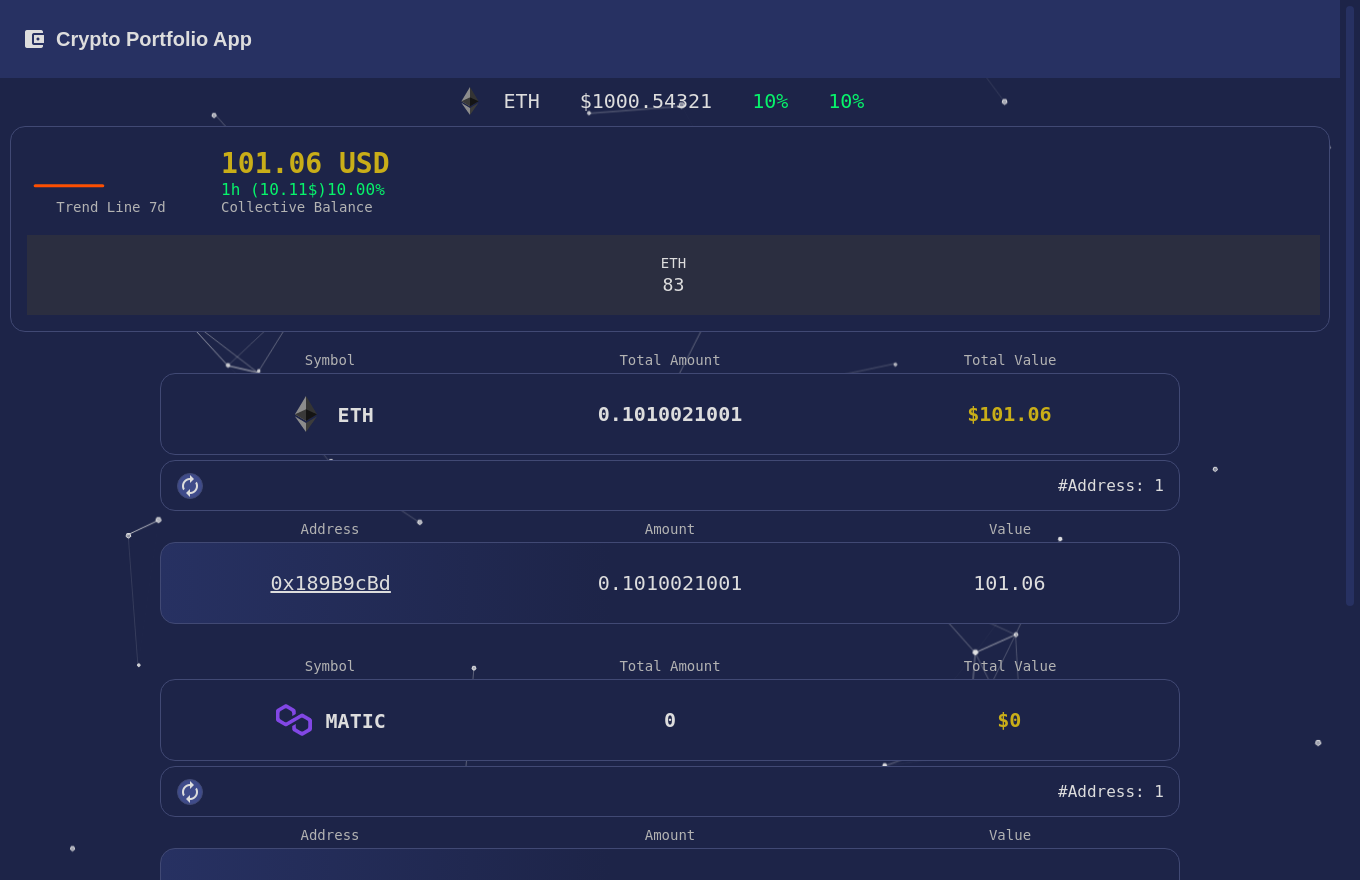 Crypto Portfolio App
ETH $1000.54321 10% 10%
101.06 USD
1h (10.11$)10.00%
Trend Line 7d Collective Balance
ETH
83
Symbol Total Amount Total Value
ETH 0.1010021001 $101.06
#Address: 1
Address Amount Value
0x189B9cBd 0.1010021001 101.06
Symbol Total Amount Total Value
MATIC 0 $0
#Address: 1
Address Amount Value